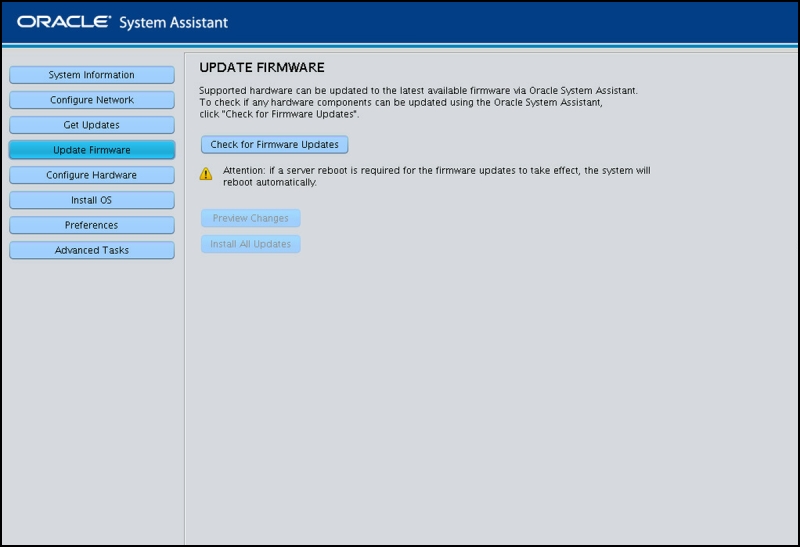 ORACLE System Assistant
System Information
Configure Network
Get Updates
Update Firmware
Configure Hardware
Install OS
Preferences
Advanced Tasks
UPDATE FIRMWARE
Supported hardware can be updated to the latest available firmware via Oracle System Assistant.
To check if any hardware components can be updated using the Oracle System Assistant,
click "Check for Firmware Updates".
Check for Firmware Updates
Attention: if a server reboot is required for the firmware updates to take effect, the system will
reboot automatically.
Preview Changes
Install All Updates